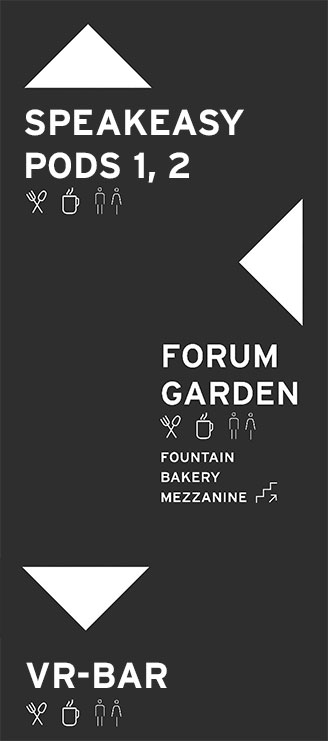 SPEAKEASY
PODS 1, 2
FORUM
GARDEN
FOUNTAIN
BAKERY
MEZZANINE
VR-BAR